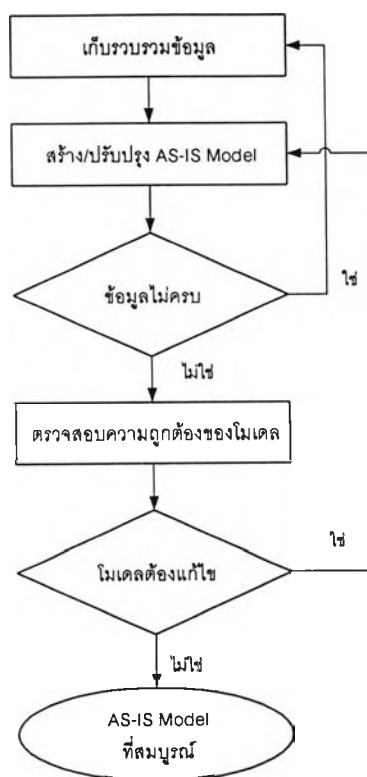 เก็บรวบรวมข้อมูล
สร้าง/ปรับปรุง AS-IS Model
ข้อมูลไม่ครบ
ใช่
ไม่ใช่
ตรวจสอบความถูกต้องของโมเดล
โมเดลต้องแก้ไข
ใช่
ไม่ใช่
AS-IS Model
ที่สมบูรณ์